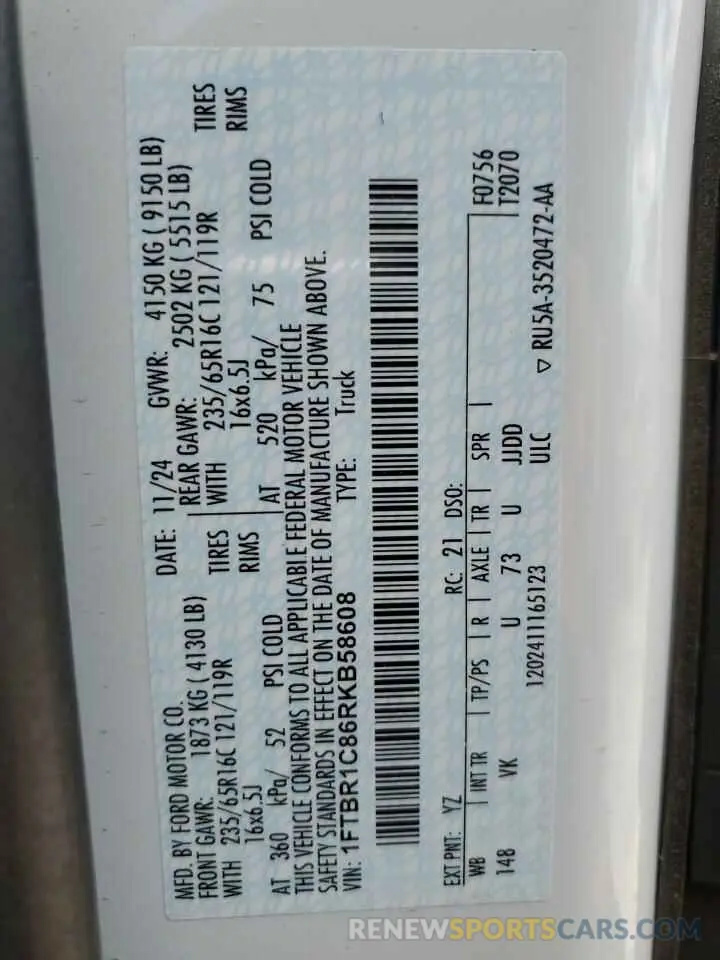 MFD. BY FORD MOTOR CO.   DATE: 11/24   GVWR: 4150 KG ( 9150 LB)
FRONT GAWR: 1873 KG ( 4130 LB)   REAR GAWR: 2502 KG ( 5515 LB)
WITH 235/65R16C 121/119R TIRES   WITH 235/65R16C 121/119R TIRES
16x6.5J RIMS   16x6.5J RIMS
AT 360 kPa/ 52 PSI COLD   AT 520 kPa/ 75 PSI COLD
THIS VEHICLE CONFORMS TO ALL APPLICABLE FEDERAL MOTOR VEHICLE
SAFETY STANDARDS IN EFFECT ON THE DATE OF MANUFACTURE SHOWN ABOVE.
VIN: 1FTBR1C86RKB58608   TYPE: Truck
EXT PNT: YZ   RC: 21   DSO:   F0756
WB | INT TR | TP/PS | R | AXLE | TR | SPR   T2070
148   VK   U   73   U   JJDD
1202411165123   ULC   ▽ RU5A-3520472-AA
RENEWSPORTSCARS.COM